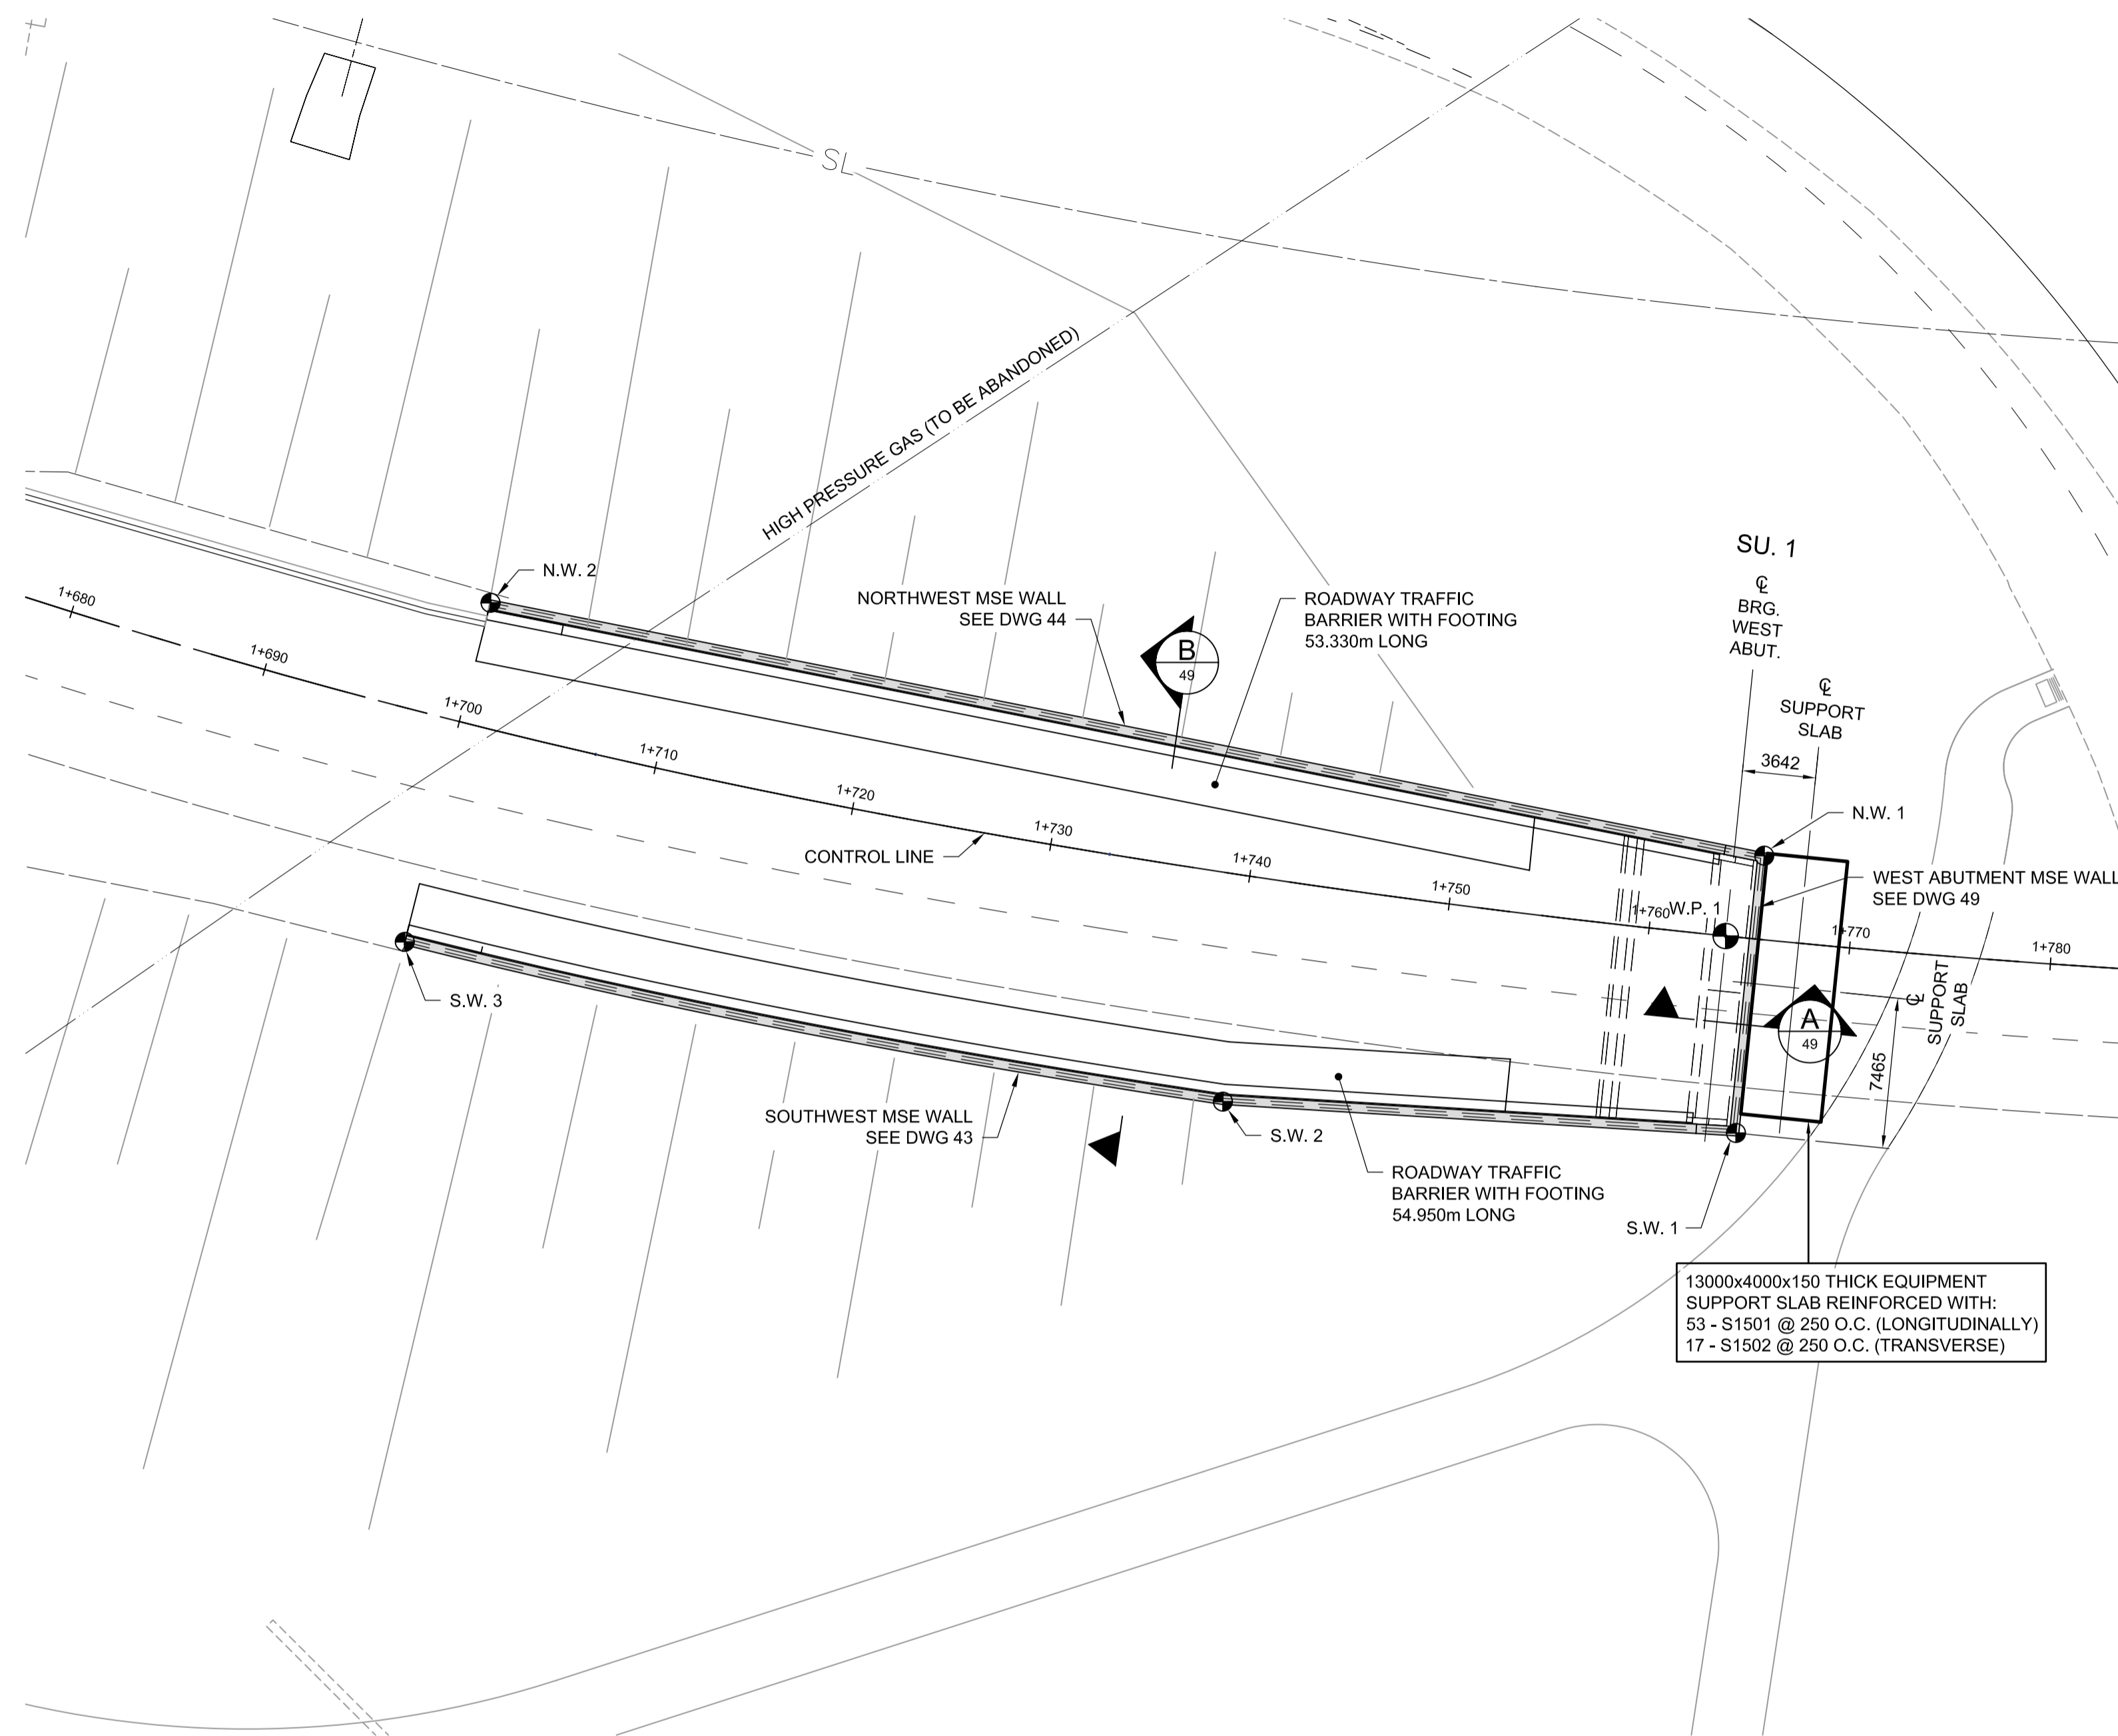 SL
HIGH PRESSURE GAS (TO BE ABANDONED)
SU. 1
℄
BRG.
WEST
ABUT.
℄
SUPPORT
SLAB
3642
N.W. 2
NORTHWEST MSE WALL
SEE DWG 44
B
49
ROADWAY TRAFFIC
BARRIER WITH FOOTING
53.330m LONG
N.W. 1
WEST ABUTMENT MSE WALL
SEE DWG 49
1+680
1+690
1+700
1+710
1+720
1+730
1+740
1+750
1+760
W.P. 1
1+770
1+780
CONTROL LINE
S.W. 3
A
49
℄
SUPPORT
SLAB
7465
SOUTHWEST MSE WALL
SEE DWG 43
S.W. 2
ROADWAY TRAFFIC
BARRIER WITH FOOTING
54.950m LONG
S.W. 1
13000x4000x150 THICK EQUIPMENT
SUPPORT SLAB REINFORCED WITH:
53 - S1501 @ 250 O.C. (LONGITUDINALLY)
17 - S1502 @ 250 O.C. (TRANSVERSE)